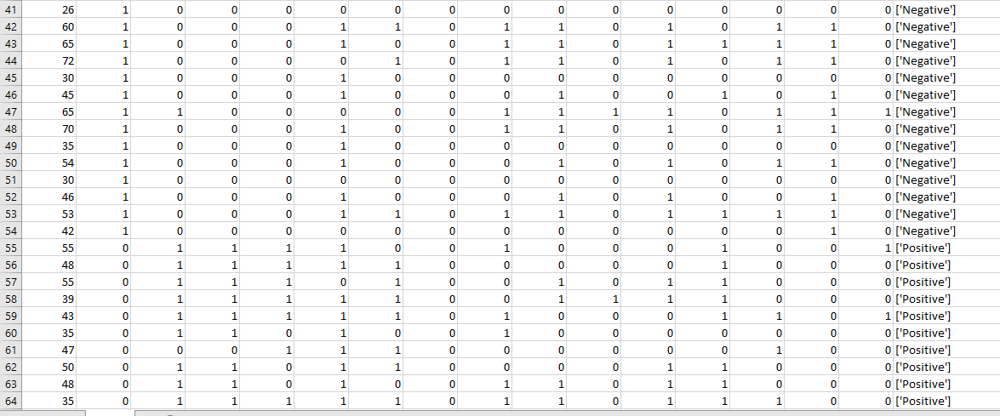 41 26 1 0 0 0 0 0 0 0 0 0 0 0 0 0 0 ['Negative']
42 60 1 0 0 0 1 1 0 1 1 0 1 0 1 1 0 ['Negative']
43 65 1 0 0 0 1 0 0 1 1 0 1 1 1 1 0 ['Negative']
44 72 1 0 0 0 0 1 0 1 1 0 1 0 1 1 0 ['Negative']
45 30 1 0 0 0 1 0 0 0 0 0 0 0 0 0 0 ['Negative']
46 45 1 0 0 0 1 0 0 0 1 0 0 1 0 1 0 ['Negative']
47 65 1 1 0 0 0 0 0 1 1 1 1 0 1 1 1 ['Negative']
48 70 1 0 0 0 1 0 0 1 1 0 1 0 1 1 0 ['Negative']
49 35 1 0 0 0 1 0 0 0 0 0 0 0 0 0 0 ['Negative']
50 54 1 0 0 0 1 0 0 0 1 0 1 0 1 1 0 ['Negative']
51 30 1 0 0 0 0 0 0 0 0 0 0 0 0 0 0 ['Negative']
52 46 1 0 0 0 1 0 0 0 1 0 1 0 0 1 0 ['Negative']
53 53 1 0 0 0 1 1 0 1 1 0 1 1 1 1 0 ['Negative']
54 42 1 0 0 0 0 0 0 0 0 0 0 0 0 1 0 ['Negative']
55 55 0 1 1 1 1 0 0 1 0 0 0 1 0 0 1 ['Positive']
56 48 0 1 1 1 1 1 0 0 0 0 0 1 0 0 0 ['Positive']
57 55 0 1 1 1 0 1 0 0 1 0 1 1 0 0 0 ['Positive']
58 39 0 1 1 1 1 1 0 0 1 1 1 1 0 0 0 ['Positive']
59 43 0 1 1 1 1 1 0 1 0 0 0 1 1 0 1 ['Positive']
60 35 0 1 1 0 1 0 0 1 0 0 0 0 0 0 0 ['Positive']
61 47 0 0 0 1 1 1 0 0 0 0 0 0 1 0 0 ['Positive']
62 50 0 1 1 0 1 1 0 0 0 0 1 1 0 0 0 ['Positive']
63 48 0 1 1 0 1 0 0 1 1 0 1 1 0 0 0 ['Positive']
64 35 0 1 1 1 1 1 0 1 1 0 1 1 1 0 0 ['Positive']